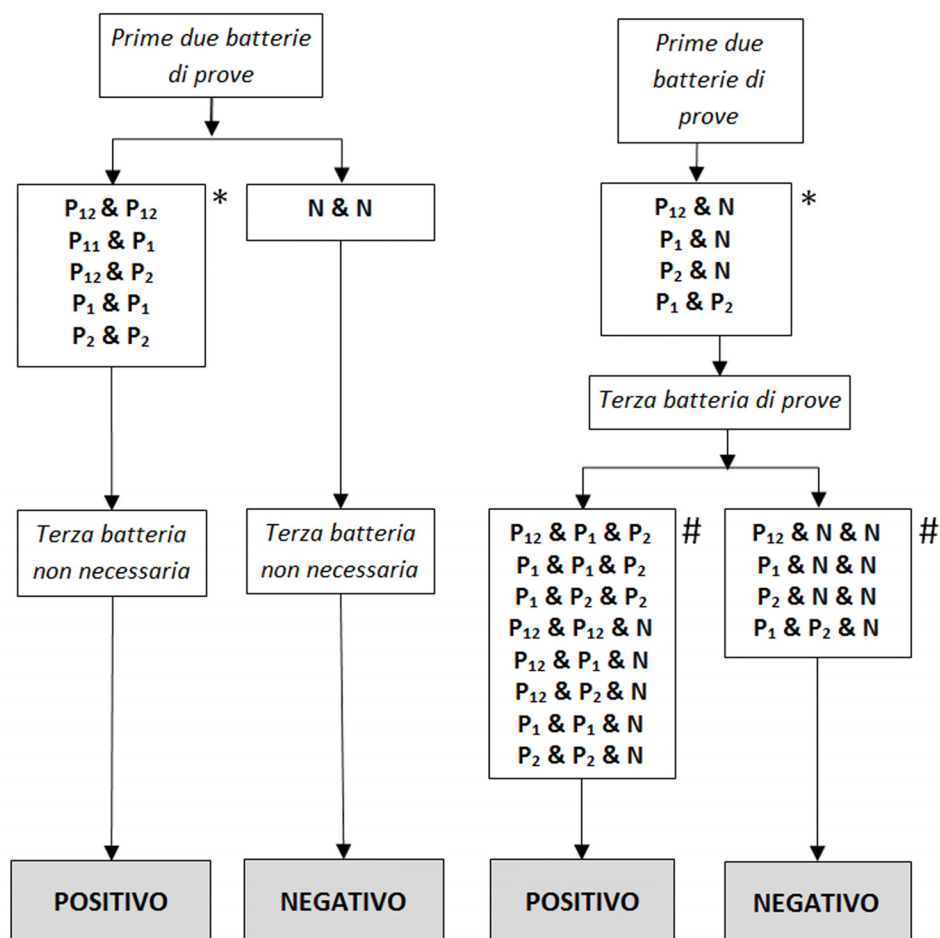 Prime due batterie
di prove
P₁₂ & P₁₂
P₁₁ & P₁
P₁₂ & P₂
P₁ & P₁
P₂ & P₂
*
N & N
Terza batteria
non necessaria
Terza batteria
non necessaria
POSITIVO
NEGATIVO
Prime due
batterie di
prove
P₁₂ & N
P₁ & N
P₂ & N
P₁ & P₂
*
Terza batteria di prove
P₁₂ & P₁ & P₂
P₁ & P₁ & P₂
P₁ & P₂ & P₂
P₁₂ & P₁₂ & N
P₁₂ & P₁ & N
P₁₂ & P₂ & N
P₁ & P₁ & N
P₂ & P₂ & N
#
P₁₂ & N & N
P₁ & N & N
P₂ & N & N
P₁ & P₂ & N
#
POSITIVO
NEGATIVO